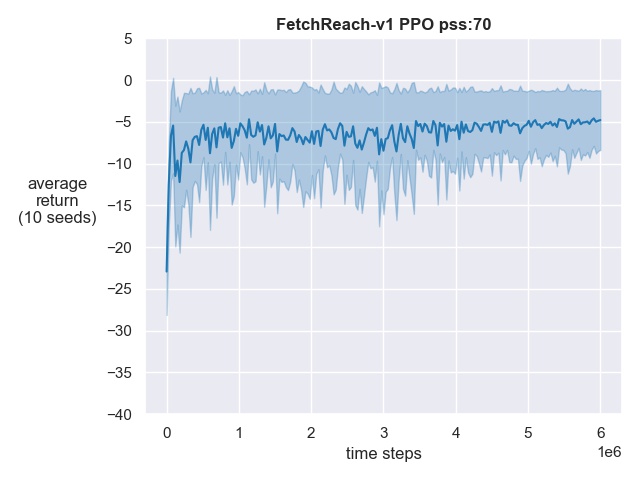 FetchReach-v1 PPO pss:70
5
0
−5
−10
−15
−20
−25
−30
−35
−40
average
return
(10 seeds)
0 1 2 3 4 5 6
1e6
time steps